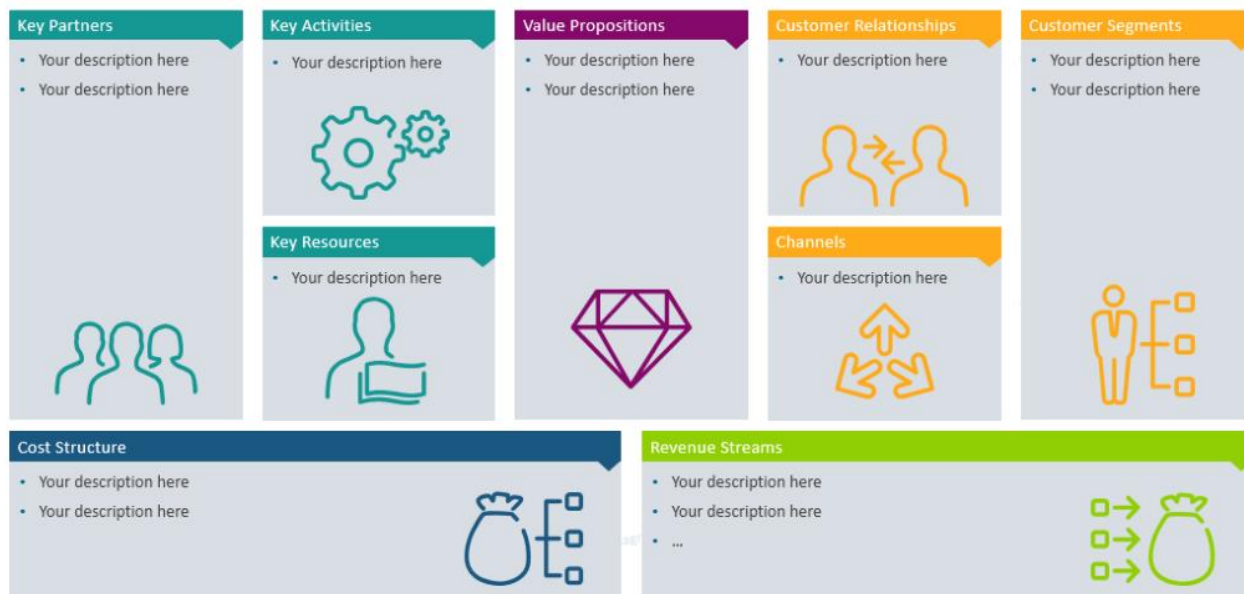 Key Partners
• Your description here
• Your description here
Key Activities
• Your description here
Key Resources
• Your description here
Value Propositions
• Your description here
• Your description here
Customer Relationships
• Your description here
Channels
• Your description here
Customer Segments
• Your description here
• Your description here
Cost Structure
• Your description here
• Your description here
Revenue Streams
• Your description here
• Your description here
• ...